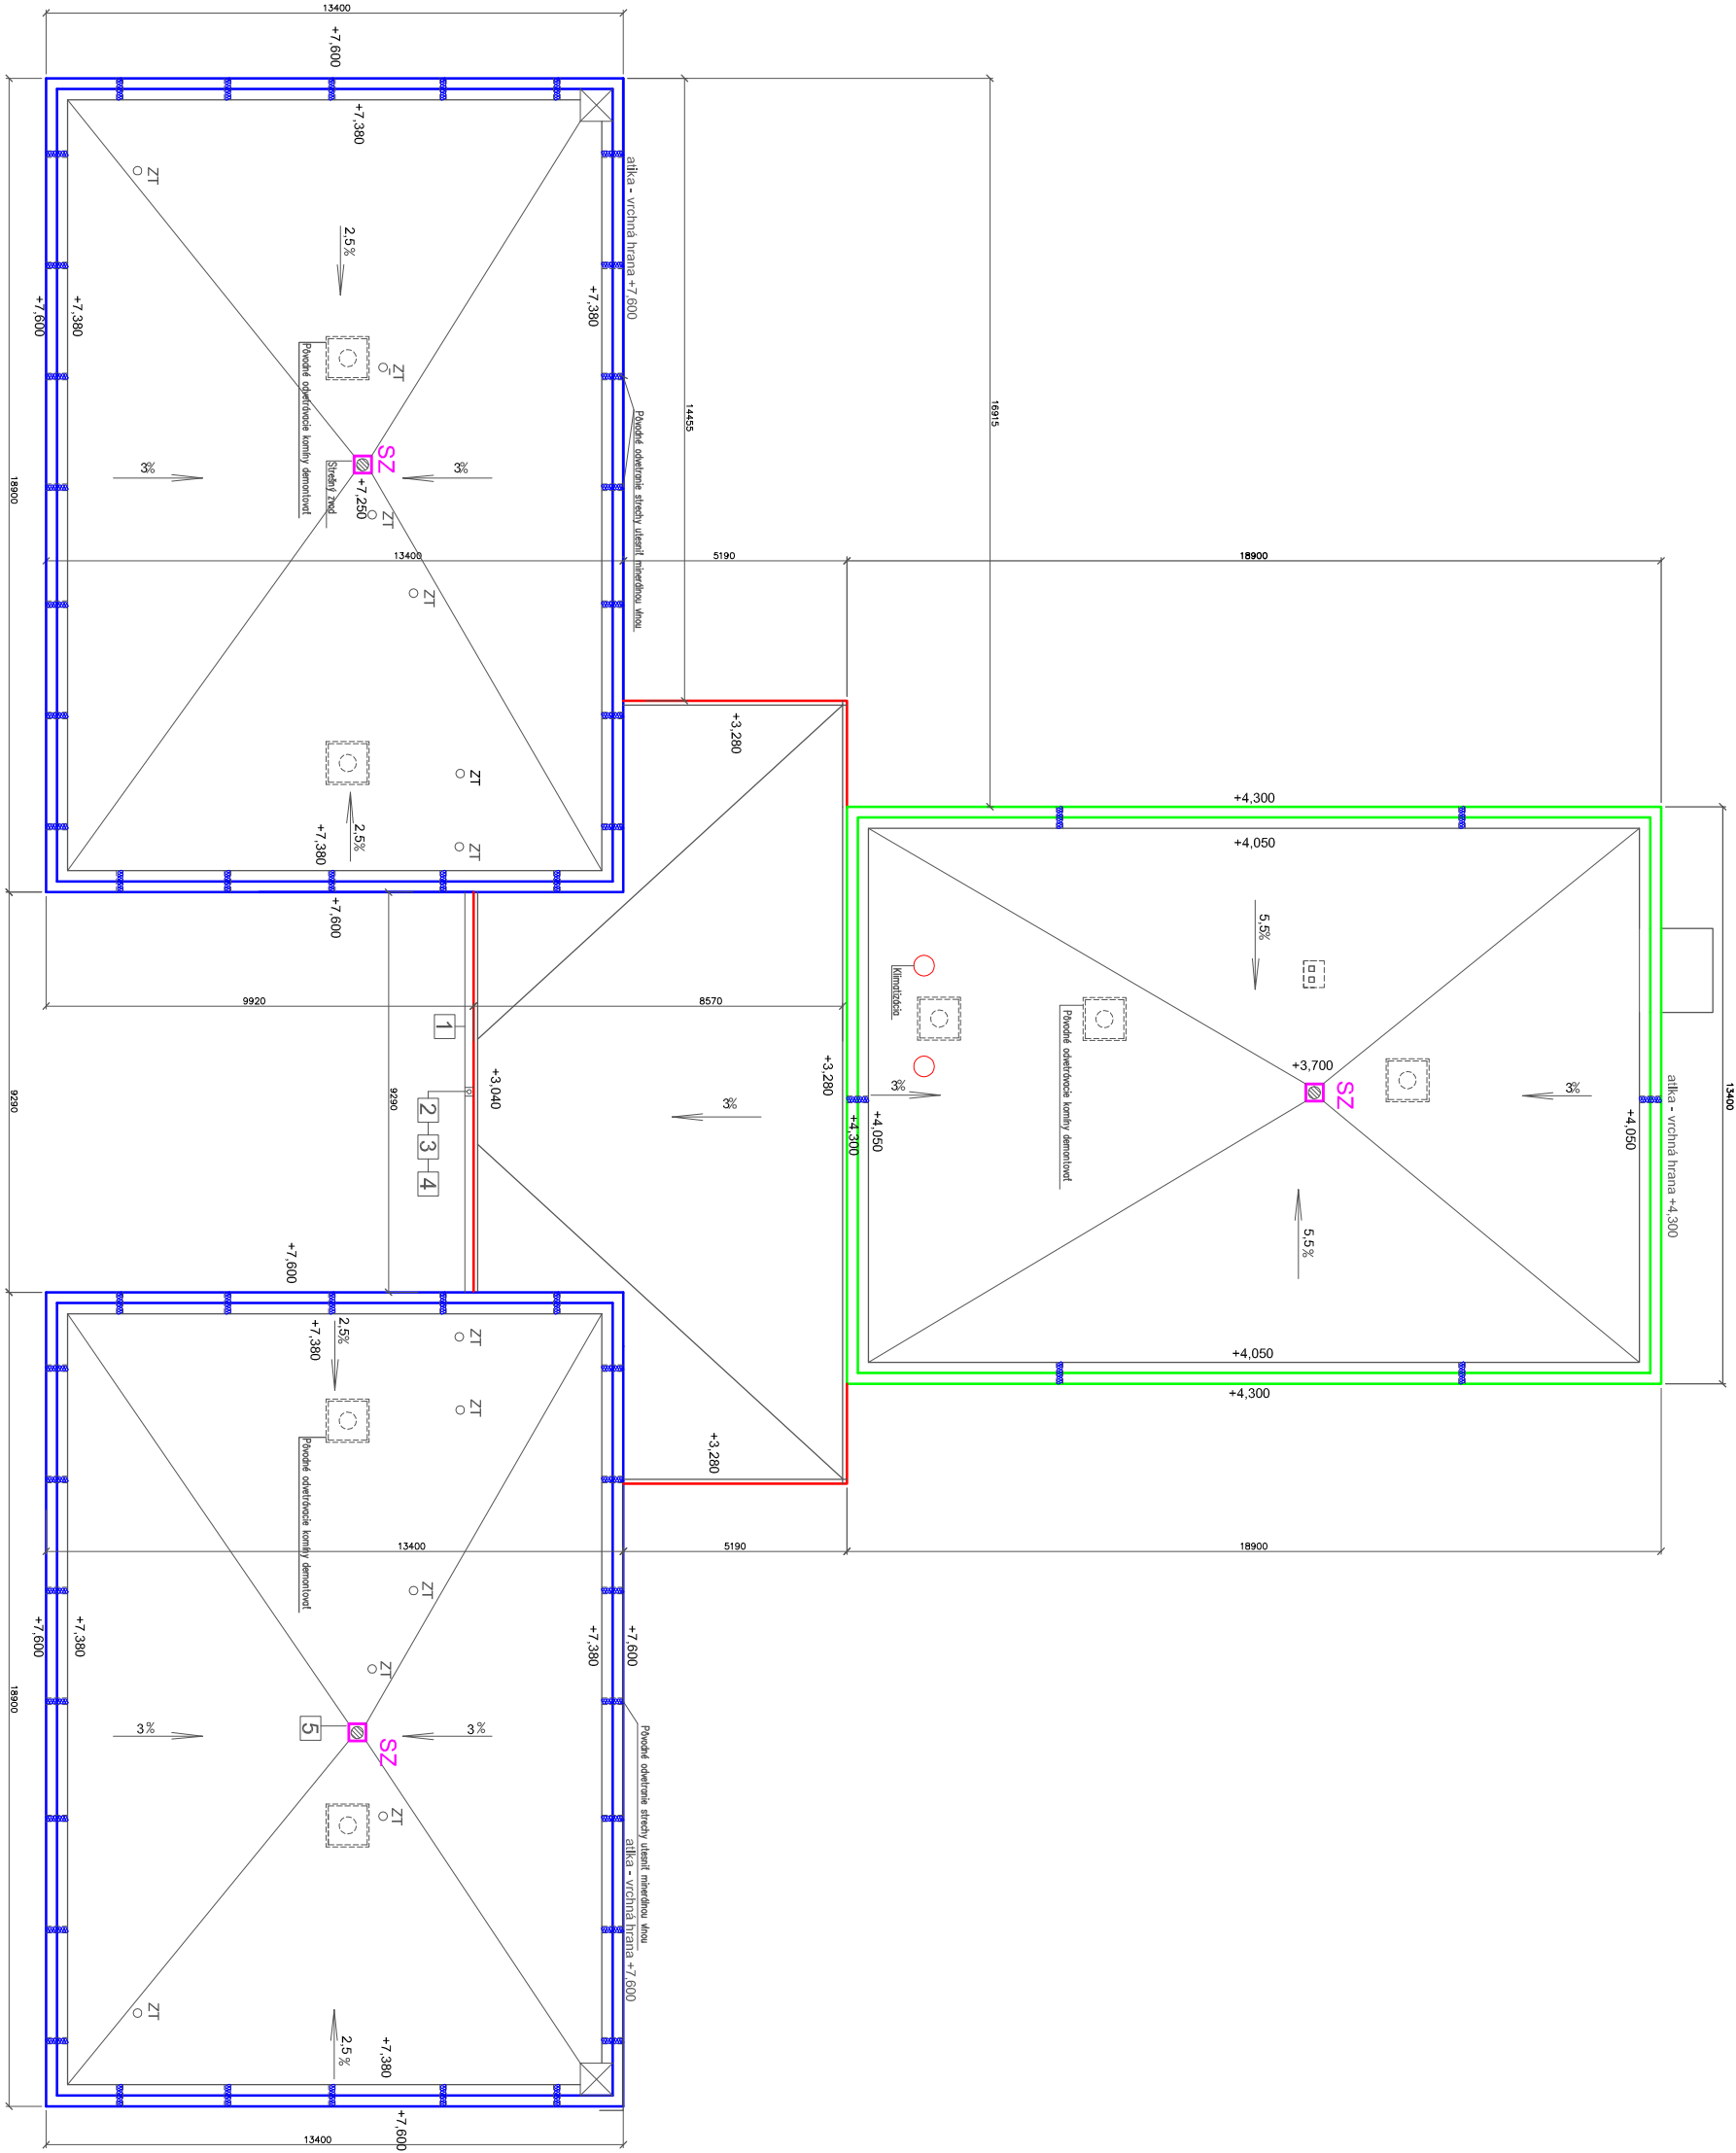 13400
+7,600
+7,380
ZT
2,5%
atika - vrchná hrana +7,600
+7,380
+7,600
+7,380
Pôvodné odvetrávacie komíny demontovať
ZT
Pôvodné odvetranie strechy utesniť minerálnou vlnou
14455
16915
SZ
Strešný zvod
+7,250
3%
3%
ZT
18900
13400
5190
18900
ZT
+3,280
ZT
2,5%
+7,380
ZT
+7,600
+4,300
+4,050
5,5%
Klimatizácia
Pôvodné odvetrávacie komíny demontovať
9920
8570
1
+3,040
2
3
4
9290
9290
3%
+3,280
3%
+4,300
+4,050
+3,700
SZ
3%
+4,050
atika - vrchná hrana +4,300
13400
5,5%
+4,050
+4,300
+7,600
2,5%
+7,380
ZT
ZT
+3,280
Pôvodné odvetrávacie komíny demontovať
13400
5190
18900
ZT
+7,600
+7,380
+7,380
+7,600
ZT
18900
3%
5
SZ
3%
Pôvodné odvetranie strechy utesniť minerálnou vlnou
ZT
atika - vrchná hrana +7,600
ZT
2,5%
+7,380
+7,600
13400